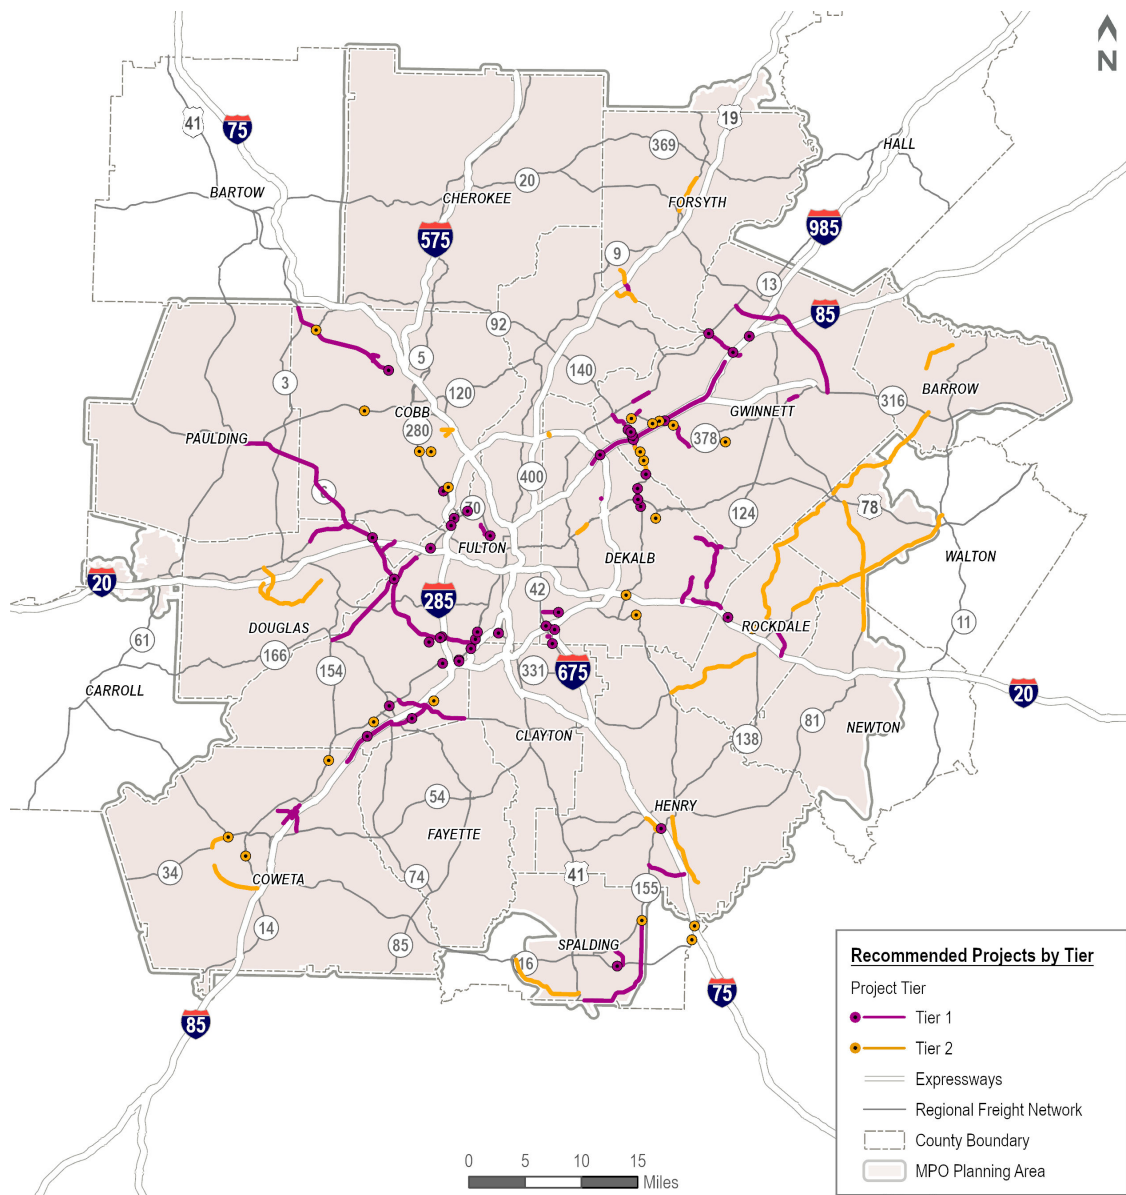 N
19
41
75
HALL
369
BARTOW
20
CHEROKEE
FORSYTH
985
575
9
13
85
92
5
140
3
120
BARROW
316
COBB
GWINNETT
280
378
PAULDING
400
6
70
78
124
FULTON
DEKALB
WALTON
20
42
285
DOUGLAS
ROCKDALE
11
61
166
154
331
675
CARROLL
20
81
NEWTON
CLAYTON
138
54
HENRY
FAYETTE
34
COWETA
74
41
155
14
85
SPALDING
16
75
85
Recommended Projects by Tier
Project Tier
Tier 1
Tier 2
Expressways
Regional Freight Network
County Boundary
MPO Planning Area
0 5 10 15
Miles